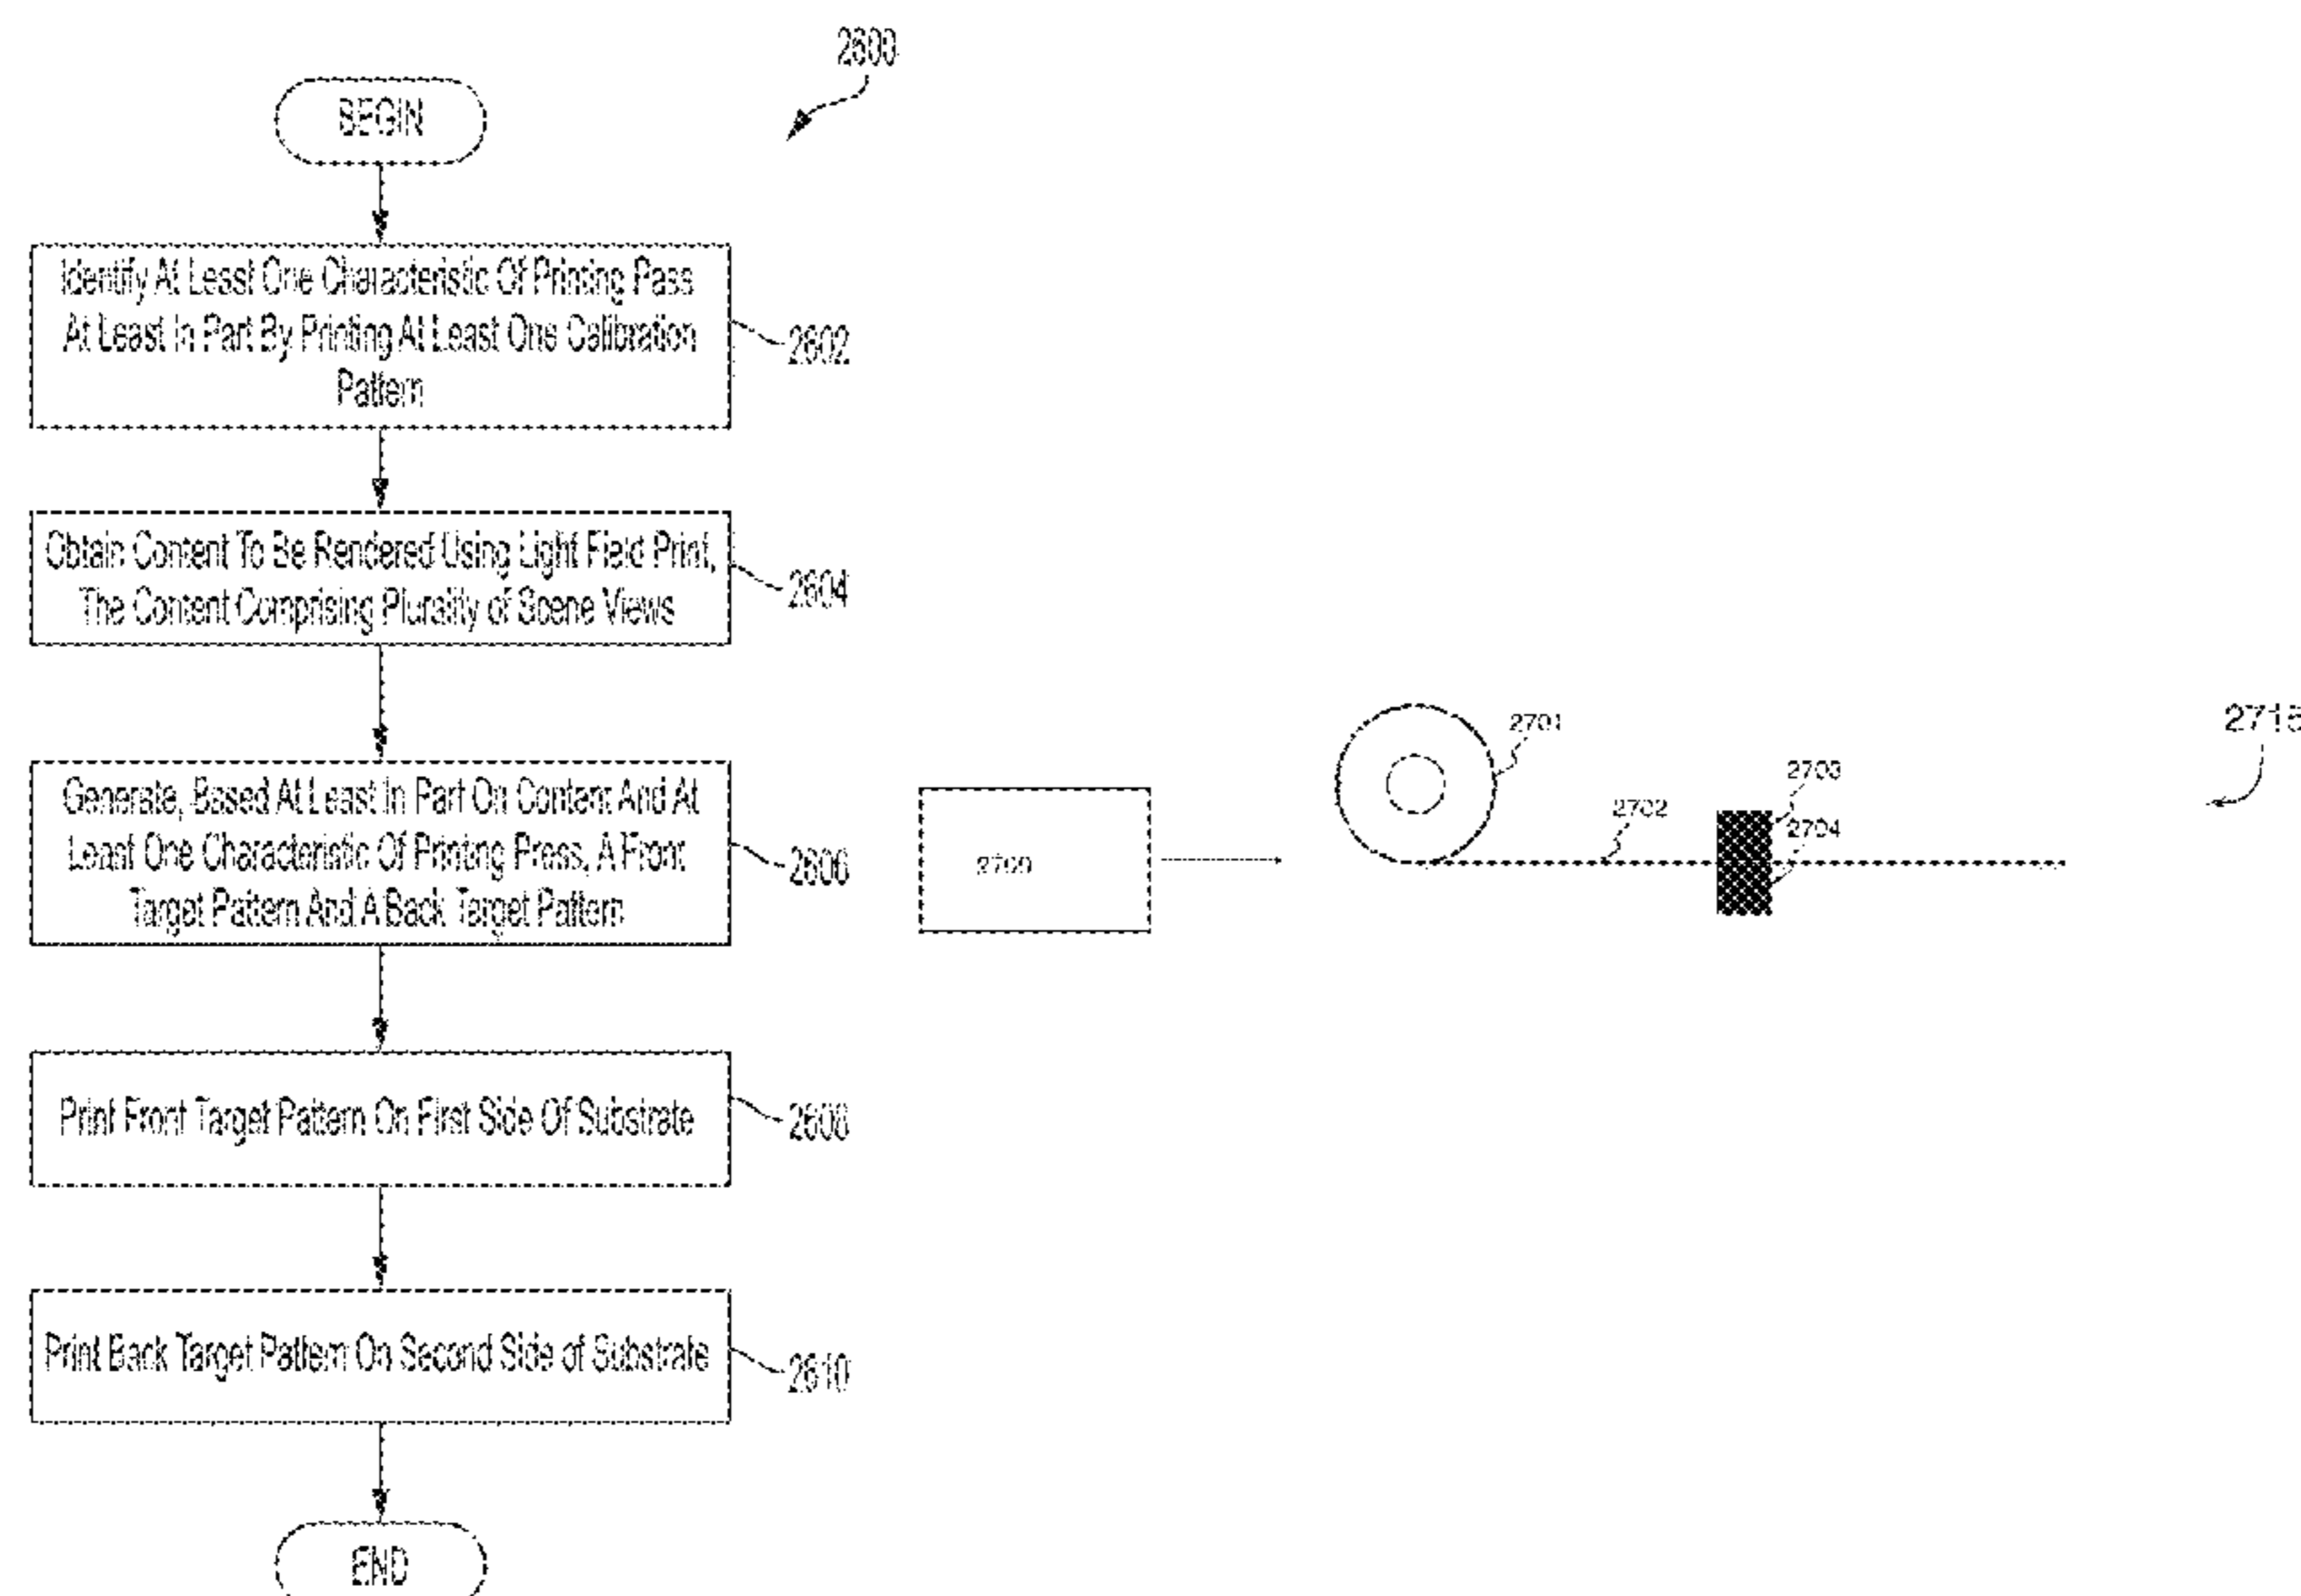 2600
BEGIN
Identify At Least One Characteristic Of Printing Pass
At Least In Part By Printing At Least One Calibration
Pattern
2602
Obtain Content To Be Rendered Using Light Field Print,
The Content Comprising Plurality of Scene Views
2604
Generate, Based At Least In Part On Content And At
Least One Characteristic Of Printing Press, A Front
Target Pattern And A Back Target Pattern
2606
Print Front Target Pattern On First Side Of Substrate
2608
Print Back Target Pattern On Second Side of Substrate
2610
END
2700
2701
2702
2703
2704
2715